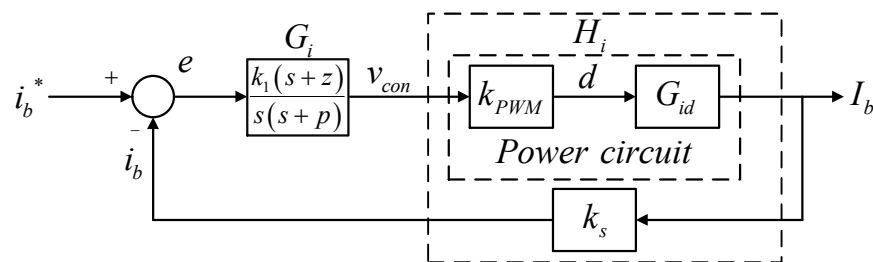 G_i
H_i
i_b^*
+
−
e
k_1(s+z)
s(s+p)
v_con
k_PWM
d
G_id
I_b
Power circuit
i_b
k_s